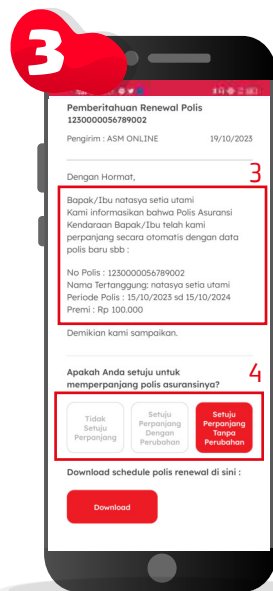 3
Pemberitahuan Renewal Polis
1230000056789002
Pengirim : ASM ONLINE 19/10/2023
Dengan Hormat,
3
Bapak/Ibu natasya setia utami
Kami informasikan bahwa Polis Asuransi
Kendaraan Bapak/Ibu telah kami
perpanjang secara otomatis dengan data
polis baru sbb :
No Polis : 1230000056789002
Nama Tertanggung: natasya setia utami
Periode Polis : 15/10/2023 sd 15/10/2024
Premi : Rp 100.000
Demikian kami sampaikan.
Apakah Anda setuju untuk
memperpanjang polis asuransinya?
4
Tidak
Setuju
Perpanjang
Setuju
Perpanjang
Dengan
Perubahan
Setuju
Perpanjang
Tanpa
Perubahan
Download schedule polis renewal di sini :
Download